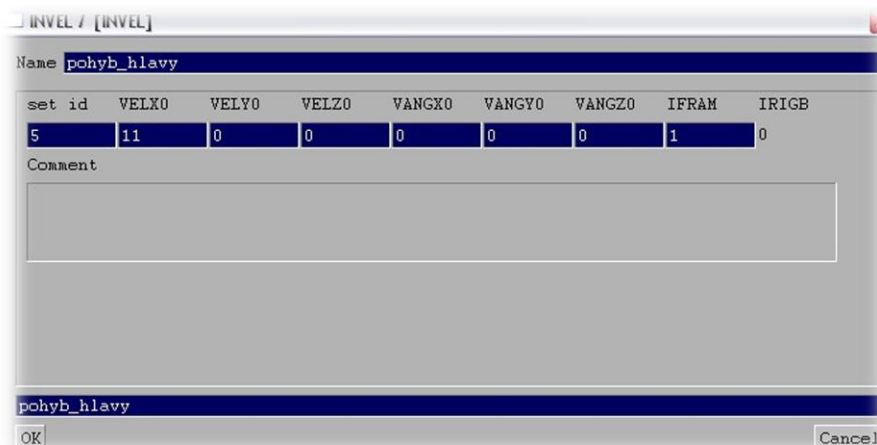 INVEL / [INVEL]
Name pohyb_hlavy
set id VELX0 VELY0 VELZ0 VANGX0 VANGY0 VANGZ0 IFRAM IRIGB
5 11 0 0 0 0 0 1 0
Comment
pohyb_hlavy
OK Cancel